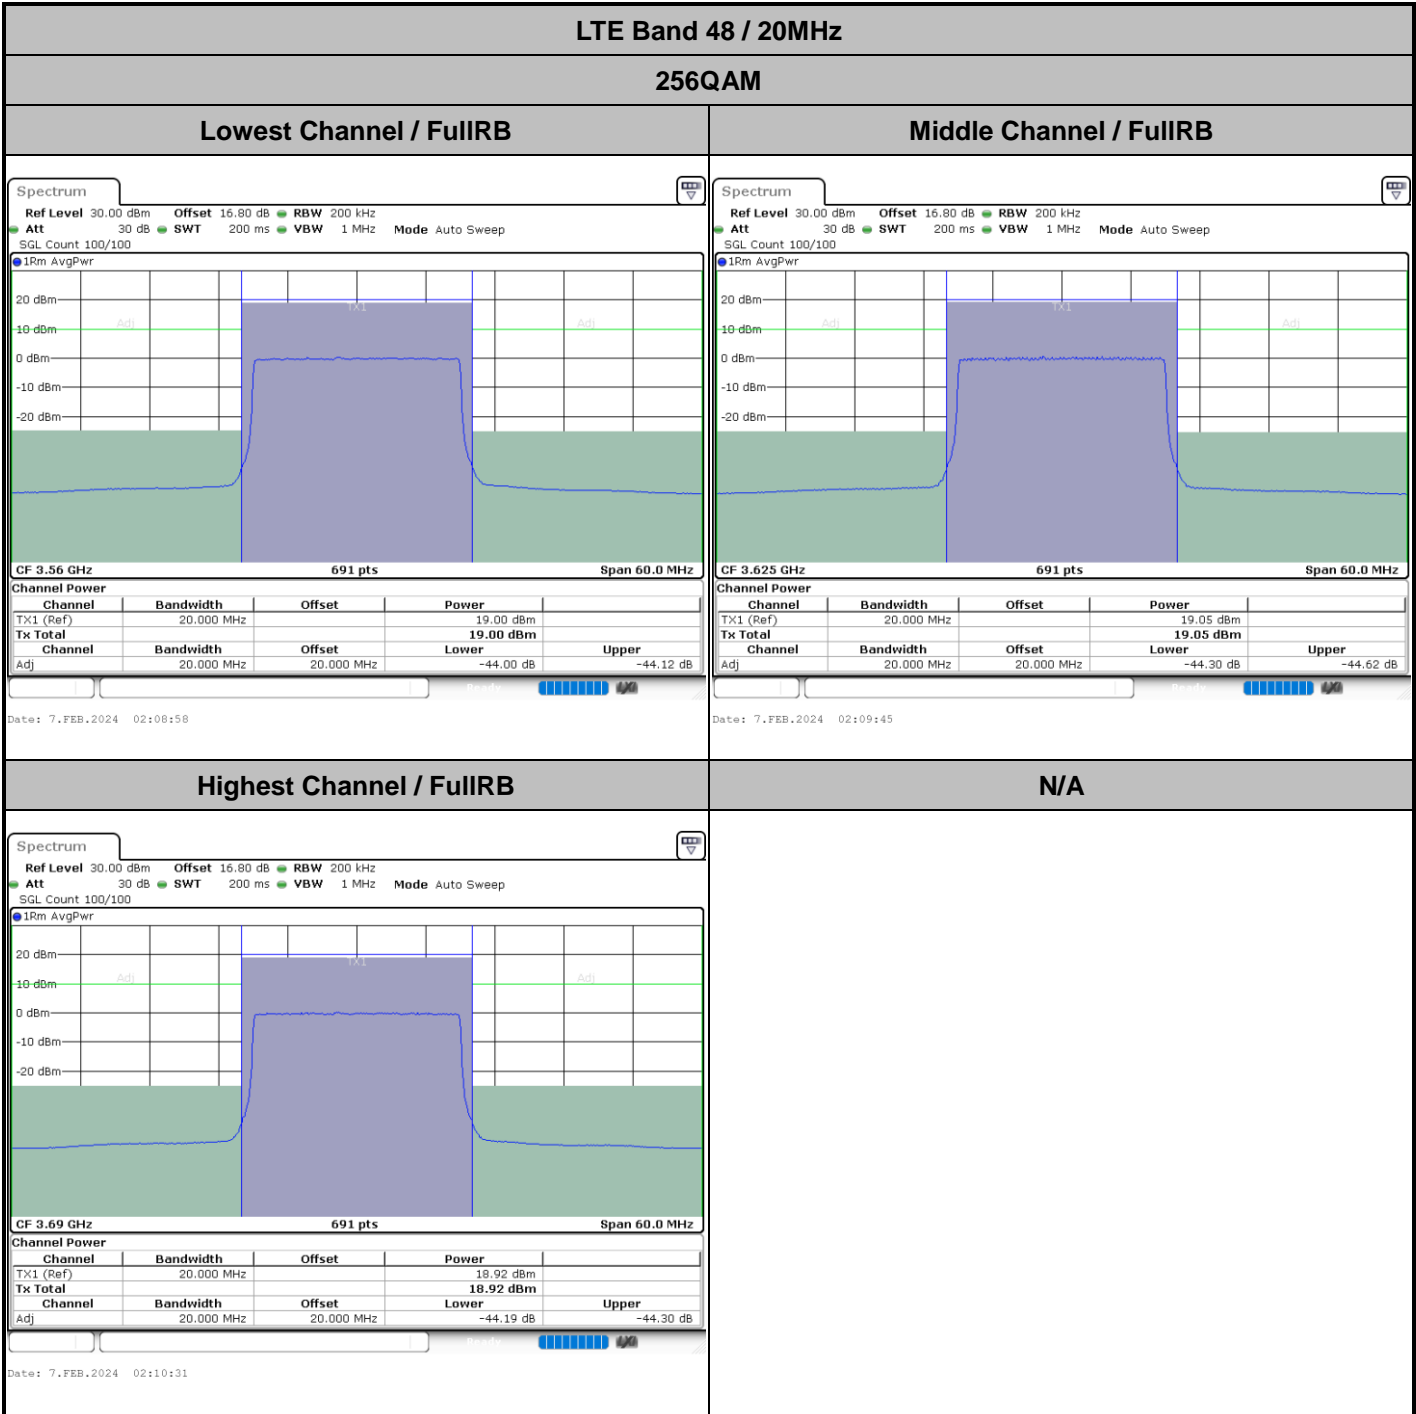 LTE Band 48 / 20MHz
256QAM
Lowest Channel / FullRB
Middle Channel / FullRB
Spectrum
Ref Level 30.00 dBm Offset 16.80 dB RBW 200 kHz
Att 30 dB SWT 200 ms VBW 1 MHz Mode Auto Sweep
SGL Count 100/100
1Rm AvgPwr
TX1
20 dBm
Adj Adj
10 dBm
0 dBm
-10 dBm
-20 dBm
CF 3.56 GHz 691 pts Span 60.0 MHz
Channel Power
Channel Bandwidth Offset Power
TX1 (Ref) 20.000 MHz 19.00 dBm
Tx Total 19.00 dBm
Channel Bandwidth Offset Lower Upper
Adj 20.000 MHz 20.000 MHz -44.00 dB -44.12 dB
Ready
Date: 7.FEB.2024 02:08:58
Spectrum
Ref Level 30.00 dBm Offset 16.80 dB RBW 200 kHz
Att 30 dB SWT 200 ms VBW 1 MHz Mode Auto Sweep
SGL Count 100/100
1Rm AvgPwr
TX1
20 dBm
Adj Adj
10 dBm
0 dBm
-10 dBm
-20 dBm
CF 3.625 GHz 691 pts Span 60.0 MHz
Channel Power
Channel Bandwidth Offset Power
TX1 (Ref) 20.000 MHz 19.05 dBm
Tx Total 19.05 dBm
Channel Bandwidth Offset Lower Upper
Adj 20.000 MHz 20.000 MHz -44.30 dB -44.62 dB
Ready
Date: 7.FEB.2024 02:09:45
Highest Channel / FullRB
N/A
Spectrum
Ref Level 30.00 dBm Offset 16.80 dB RBW 200 kHz
Att 30 dB SWT 200 ms VBW 1 MHz Mode Auto Sweep
SGL Count 100/100
1Rm AvgPwr
20 dBm
TX1
Adj Adj
10 dBm
0 dBm
-10 dBm
-20 dBm
CF 3.69 GHz 691 pts Span 60.0 MHz
Channel Power
Channel Bandwidth Offset Power
TX1 (Ref) 20.000 MHz 18.92 dBm
Tx Total 18.92 dBm
Channel Bandwidth Offset Lower Upper
Adj 20.000 MHz 20.000 MHz -44.19 dB -44.30 dB
Ready
Date: 7.FEB.2024 02:10:31